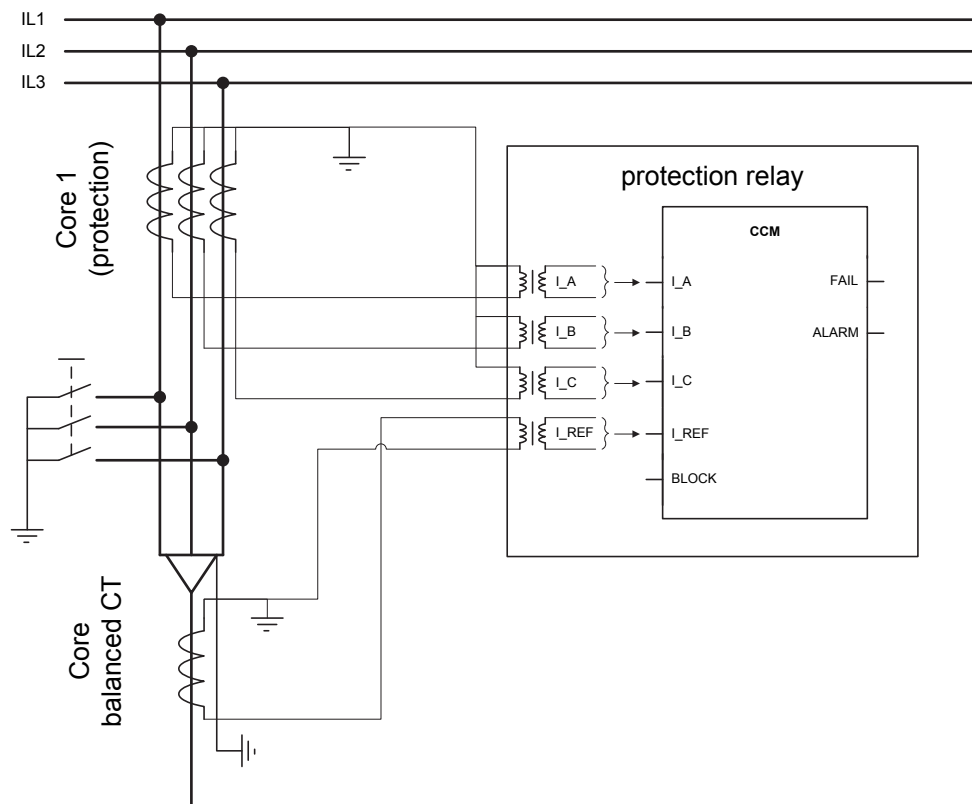 IL1
IL2
IL3
Core 1
(protection)
protection relay
CCM
I_A
I_A
FAIL
I_B
I_B
ALARM
I_C
I_C
I_REF
I_REF
BLOCK
Core
balanced CT